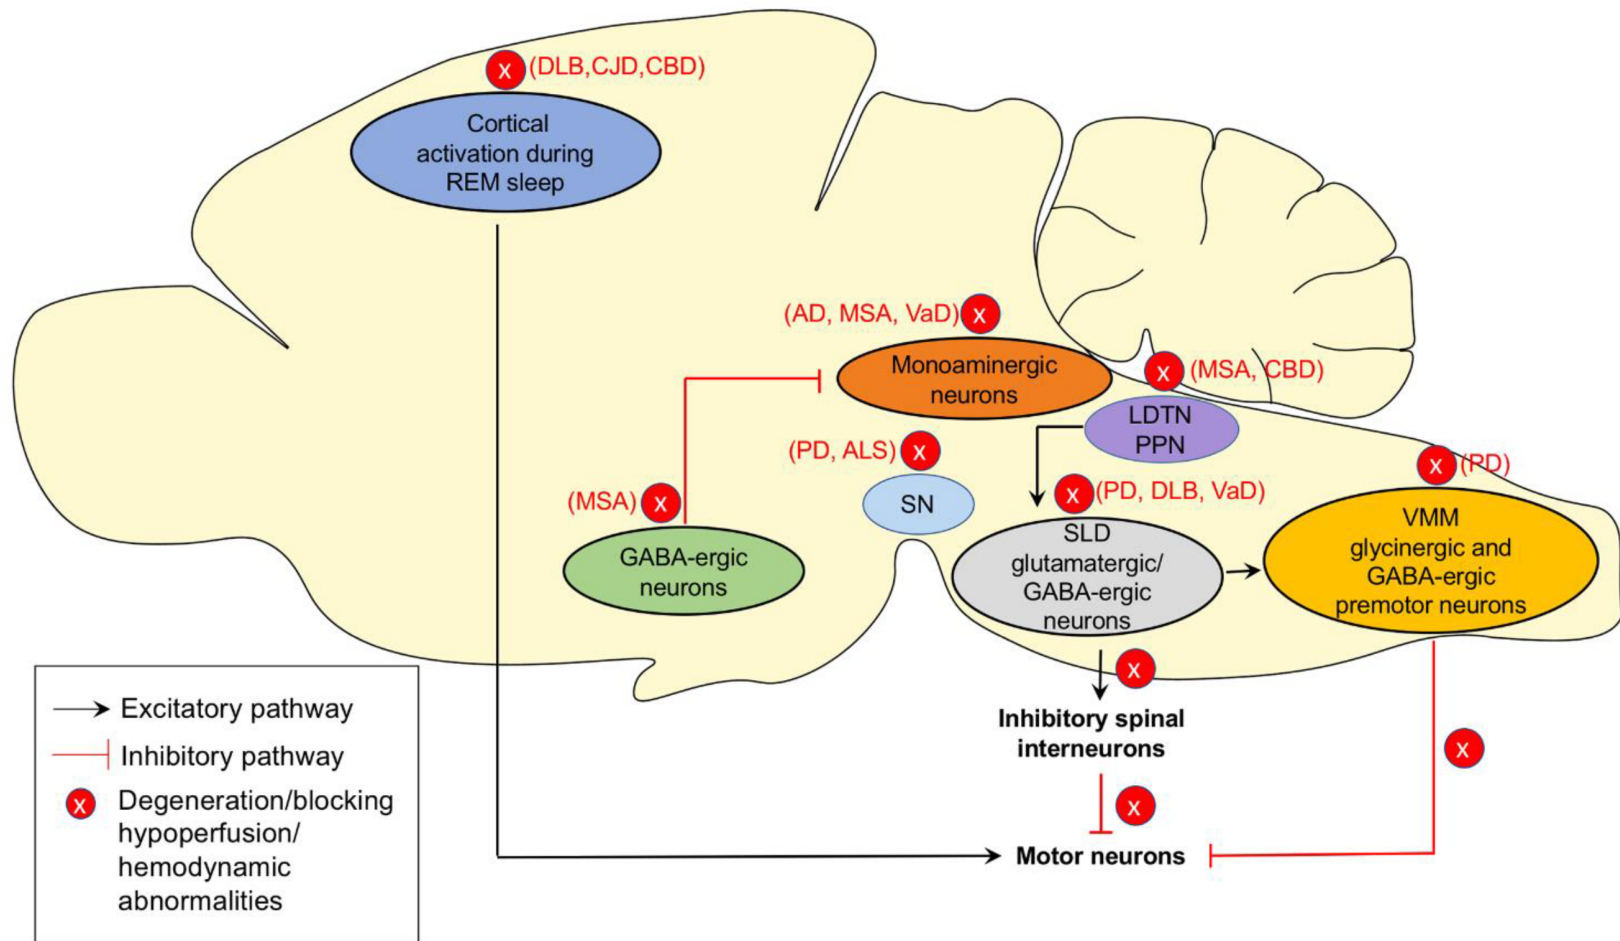 x (DLB,CJD,CBD)
Cortical
activation during
REM sleep
(AD, MSA, VaD) x
Monoaminergic
neurons
x (MSA, CBD)
LDTN
PPN
(PD, ALS) x
SN
(MSA) x
GABA-ergic
neurons
x (PD, DLB, VaD)
SLD
glutamatergic/
GABA-ergic
neurons
x (PD)
VMM
glycinergic and
GABA-ergic
premotor neurons
x
Inhibitory spinal
interneurons
x
x
Motor neurons
Excitatory pathway
Inhibitory pathway
x Degeneration/blocking
hypoperfusion/
hemodynamic
abnormalities